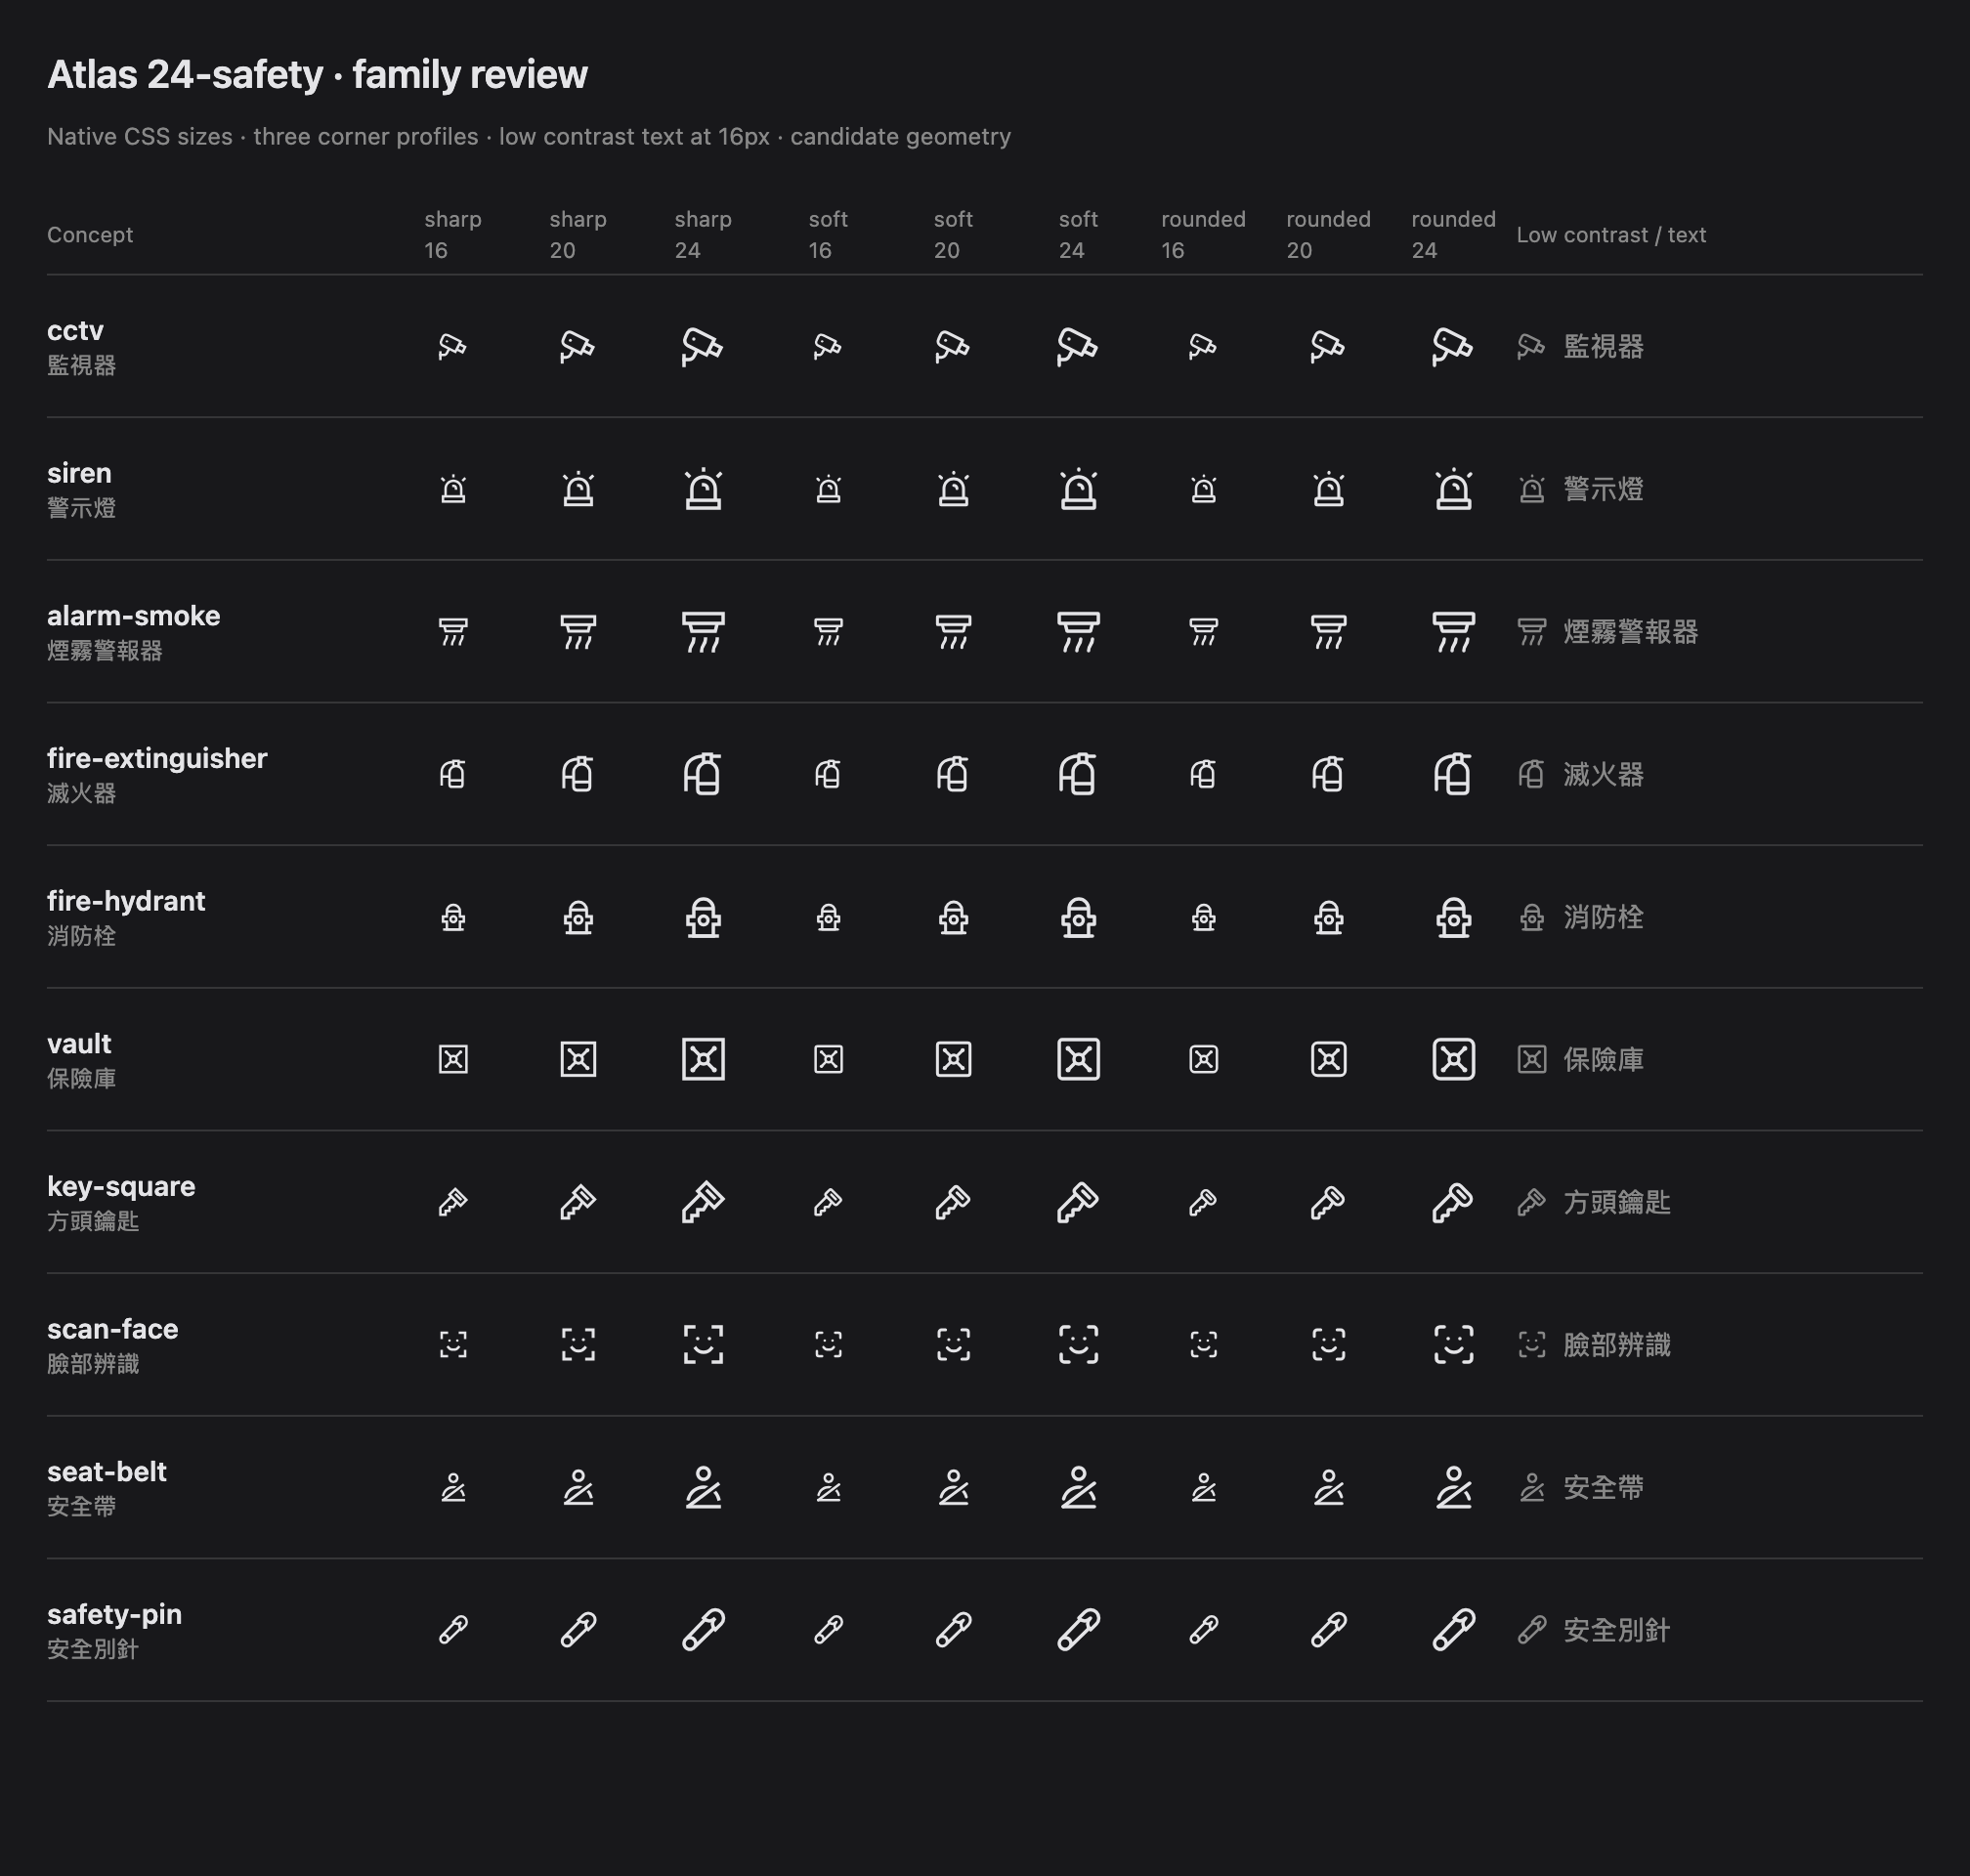 Atlas 24-safety · family review
Native CSS sizes · three corner profiles · low contrast text at 16px · candidate geometry
Concept
sharp 16
sharp 20
sharp 24
soft 16
soft 20
soft 24
rounded 16
rounded 20
rounded 24
Low contrast / text
cctv
監視器
監視器
siren
警示燈
警示燈
alarm-smoke
煙霧警報器
煙霧警報器
fire-extinguisher
滅火器
滅火器
fire-hydrant
消防栓
消防栓
vault
保險庫
保險庫
key-square
方頭鑰匙
方頭鑰匙
scan-face
臉部辨識
臉部辨識
seat-belt
安全帶
安全帶
safety-pin
安全別針
安全別針